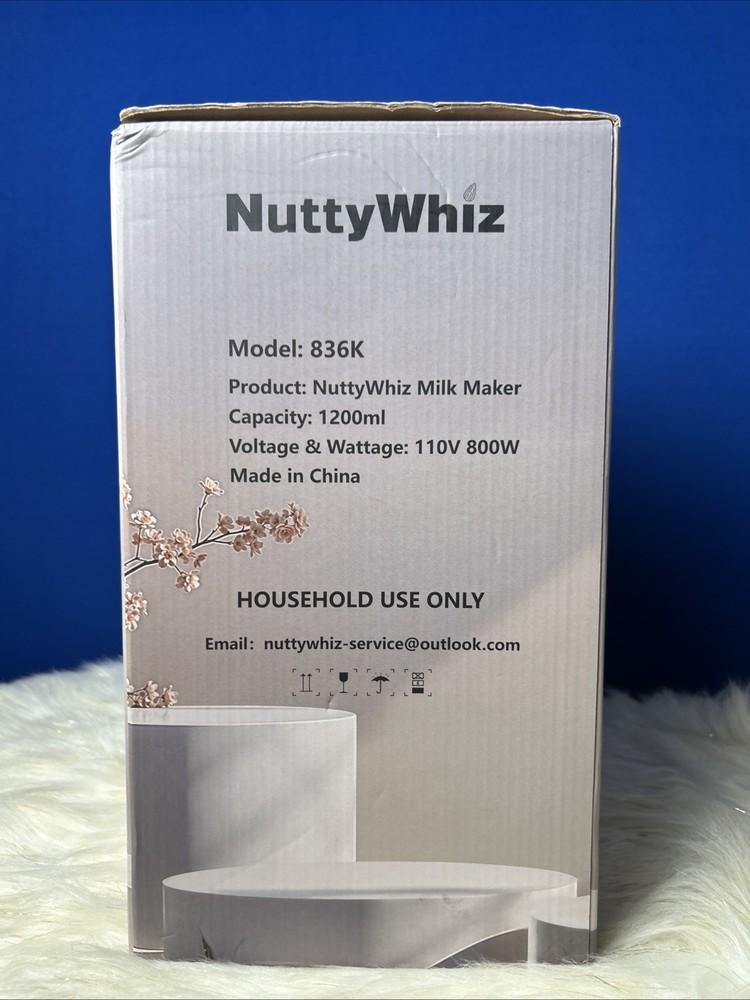 NuttyWhiz
Model: 836K
Product: NuttyWhiz Milk Maker
Capacity: 1200ml
Voltage & Wattage: 110V 800W
Made in China
HOUSEHOLD USE ONLY
Email: nuttywhiz-service@outlook.com